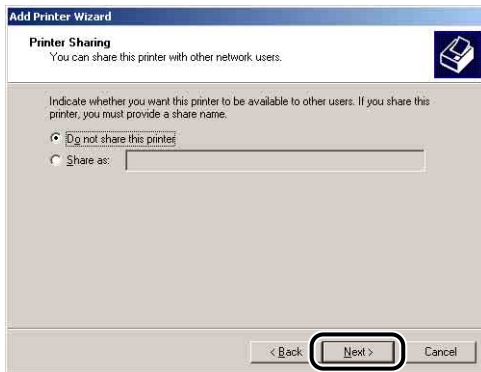 Add Printer Wizard
Printer Sharing
You can share this printer with other network users.
Indicate whether you want this printer to be available to other users. If you share this
printer, you must provide a share name.
Do not share this printer
Share as:
< Back
Next >
Cancel